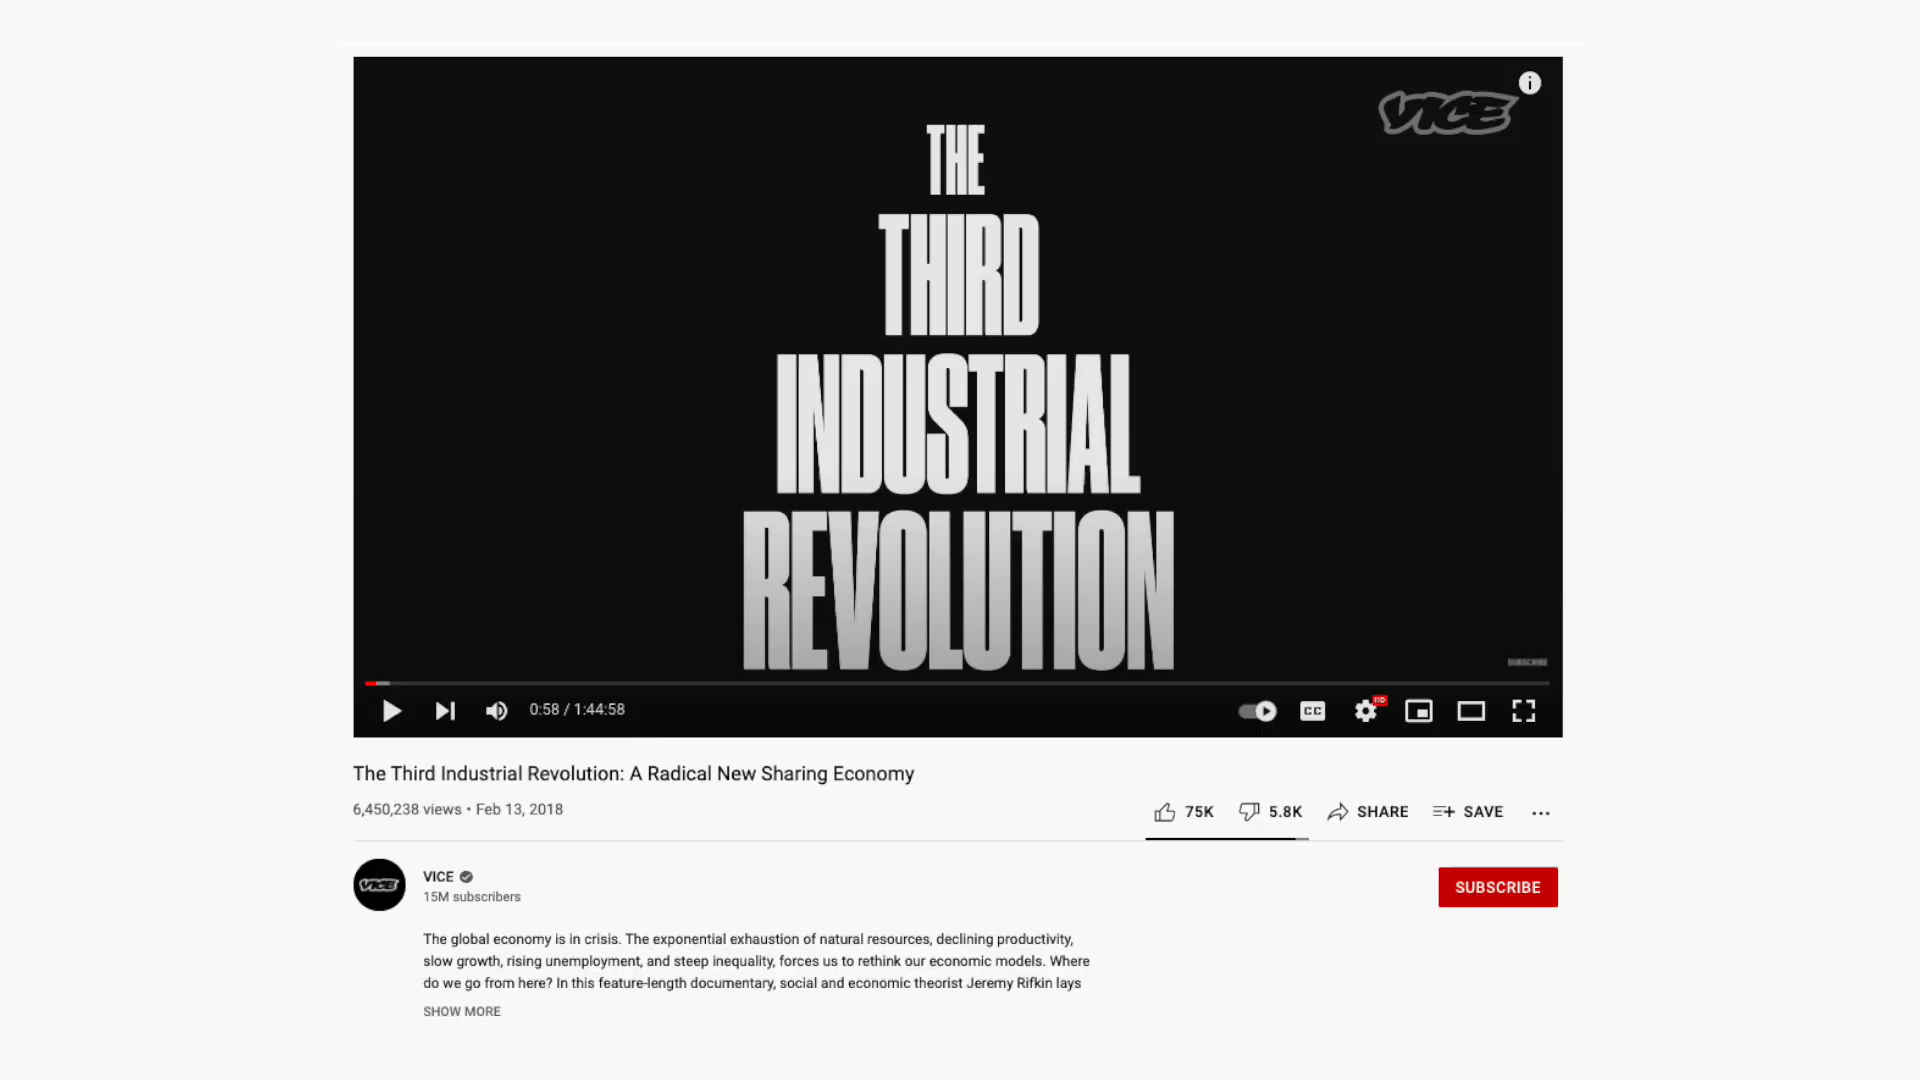 VICE
i
THE
THIRD
INDUSTRIAL
REVOLUTION
SUBSCRIBE
0:58 / 1:44:58
CC
HD
The Third Industrial Revolution: A Radical New Sharing Economy
6,450,238 views • Feb 13, 2018
75K 5.8K SHARE SAVE ...
VICE
VICE
15M subscribers
SUBSCRIBE
The global economy is in crisis. The exponential exhaustion of natural resources, declining productivity,
slow growth, rising unemployment, and steep inequality, forces us to rethink our economic models. Where
do we go from here? In this feature-length documentary, social and economic theorist Jeremy Rifkin lays
SHOW MORE